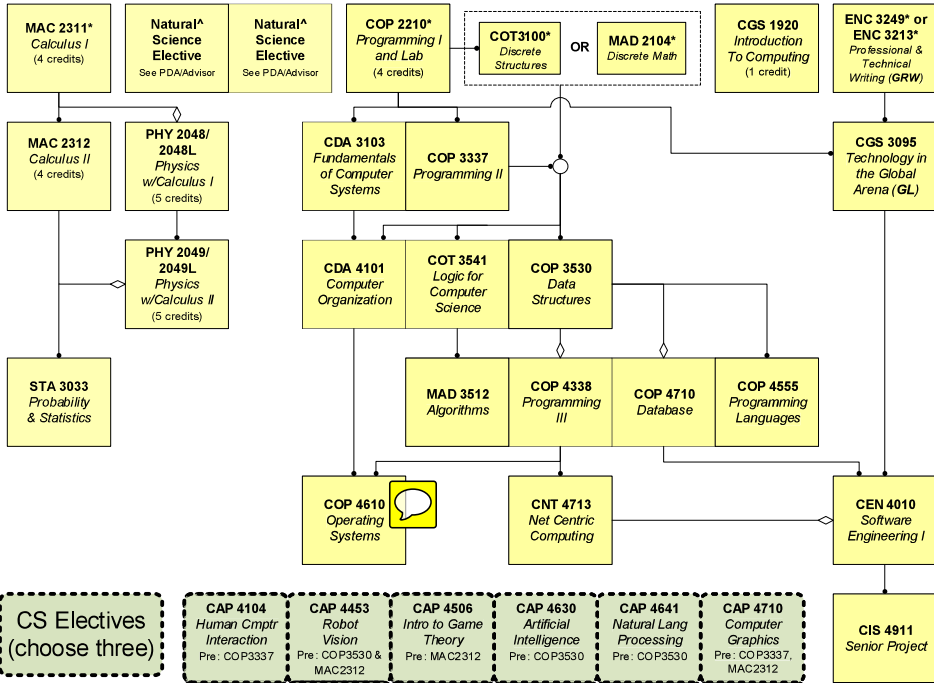 MAC 2311*
Calculus I
(4 credits)
Natural^
Science
Elective
See PDA/Advisor
Natural^
Science
Elective
See PDA/Advisor
COP 2210*
Programming I
and Lab
(4 credits)
COT3100*
Discrete
Structures
OR
MAD 2104*
Discrete Math
CGS 1920
Introduction
To Computing
(1 credit)
ENC 3249* or
ENC 3213*
Professional &
Technical
Writing (GRW)
MAC 2312
Calculus II
(4 credits)
PHY 2048/
2048L
Physics
w/Calculus I
(5 credits)
CDA 3103
Fundamentals
of Computer
Systems
COP 3337
Programming II
CGS 3095
Technology in
the Global
Arena (GL)
PHY 2049/
2049L
Physics
w/Calculus II
(5 credits)
CDA 4101
Computer
Organization
COT 3541
Logic for
Computer
Science
COP 3530
Data
Structures
STA 3033
Probability
& Statistics
MAD 3512
Algorithms
COP 4338
Programming
III
COP 4710
Database
COP 4555
Programming
Languages
COP 4610
Operating
Systems
CNT 4713
Net Centric
Computing
CEN 4010
Software
Engineering I
CS Electives
(choose three)
CAP 4104
Human Cmptr
Interaction
Pre: COP3337
CAP 4453
Robot
Vision
Pre: COP3530 &
MAC2312
CAP 4506
Intro to Game
Theory
Pre: MAC2312
CAP 4630
Artificial
Intelligence
Pre: COP3530
CAP 4641
Natural Lang
Processing
Pre: COP3530
CAP 4710
Computer
Graphics
Pre: COP3337,
MAC2312
CIS 4911
Senior Project